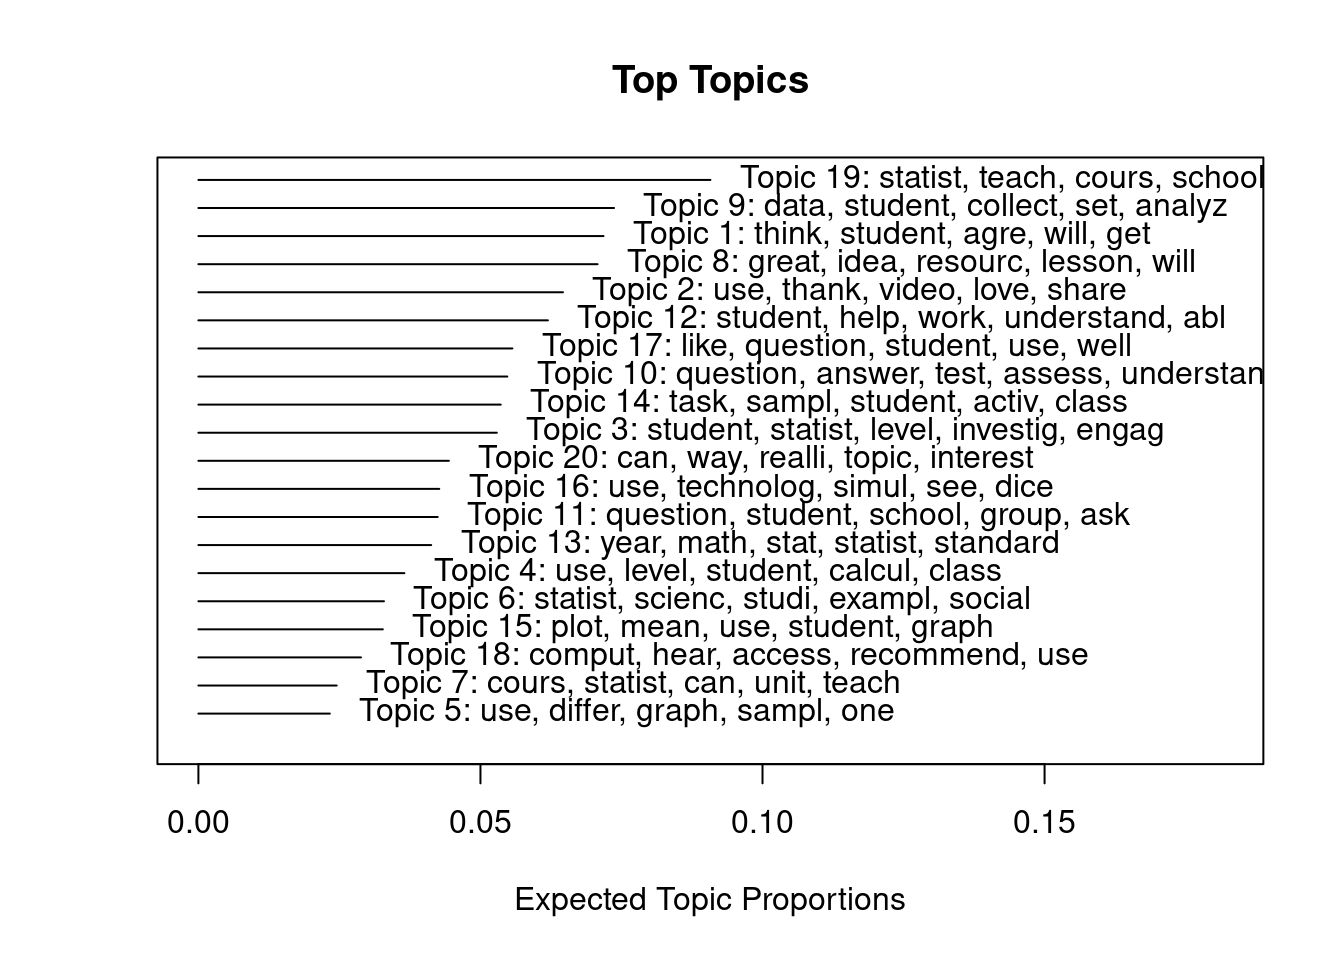 Top Topics
Topic 19: statist, teach, cours, school
Topic 9: data, student, collect, set, analyz
Topic 1: think, student, agre, will, get
Topic 8: great, idea, resourc, lesson, will
Topic 2: use, thank, video, love, share
Topic 12: student, help, work, understand, abl
Topic 17: like, question, student, use, well
Topic 10: question, answer, test, assess, understan
Topic 14: task, sampl, student, activ, class
Topic 3: student, statist, level, investig, engag
Topic 20: can, way, realli, topic, interest
Topic 16: use, technolog, simul, see, dice
Topic 11: question, student, school, group, ask
Topic 13: year, math, stat, statist, standard
Topic 4: use, level, student, calcul, class
Topic 6: statist, scienc, studi, exampl, social
Topic 15: plot, mean, use, student, graph
Topic 18: comput, hear, access, recommend, use
Topic 7: cours, statist, can, unit, teach
Topic 5: use, differ, graph, sampl, one
0.00 0.05 0.10 0.15
Expected Topic Proportions